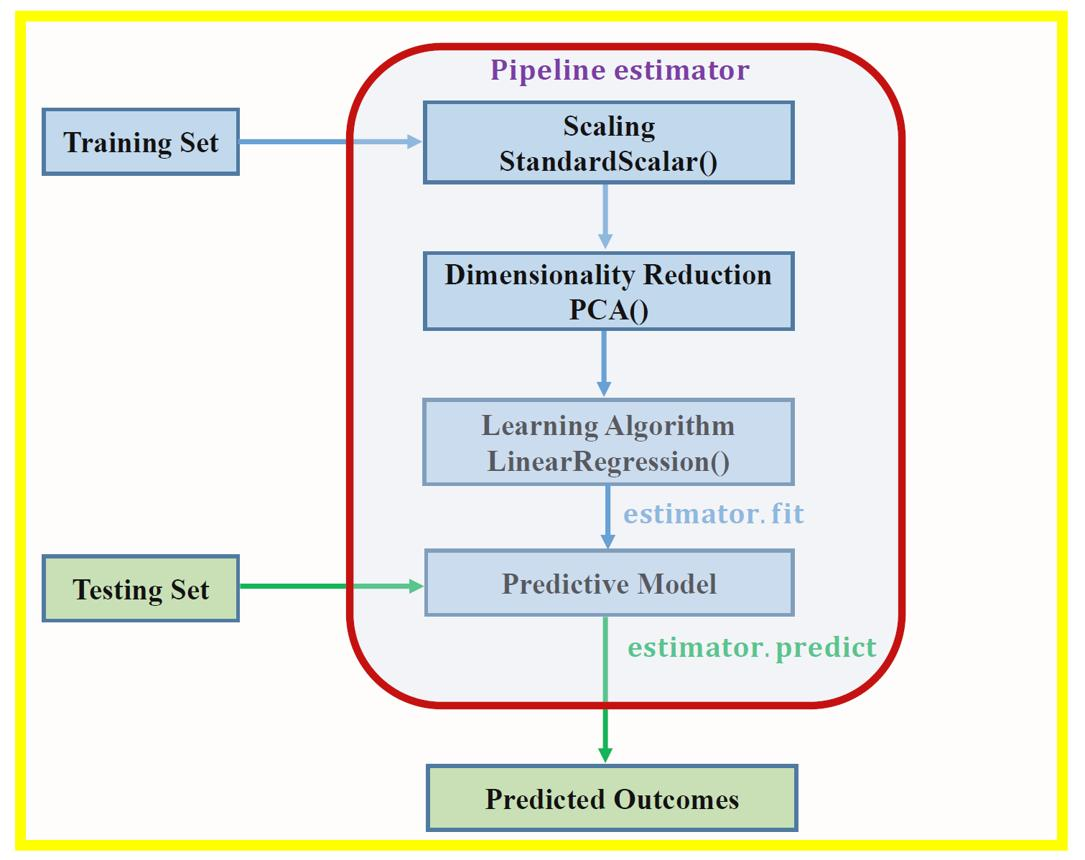 Pipeline estimator
Training Set
Scaling
StandardScalar()
Dimensionality Reduction
PCA()
Learning Algorithm
LinearRegression()
estimator.fit
Testing Set
Predictive Model
estimator.predict
Predicted Outcomes